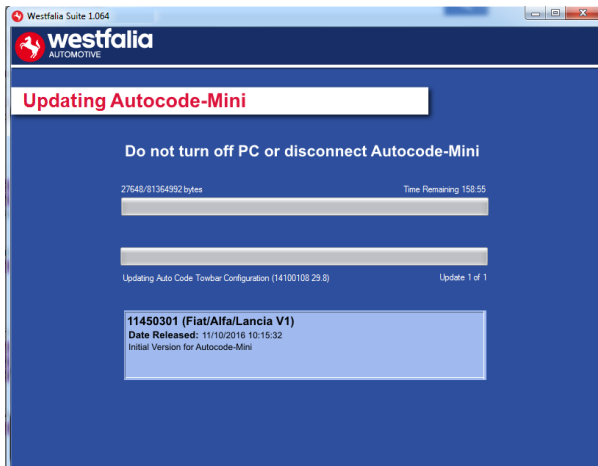 Westfalia Suite 1.064
westfalia
AUTOMOTIVE
Updating Autocode-Mini
Do not turn off PC or disconnect Autocode-Mini
27648/81364992 bytes Time Remaining 158:55
Updating Auto Code Towbar Configuration (14100108 29.8) Update 1 of 1
11450301 (Fiat/Alfa/Lancia V1)
Date Released: 11/10/2016 10:15:32
Initial Version for Autocode-Mini